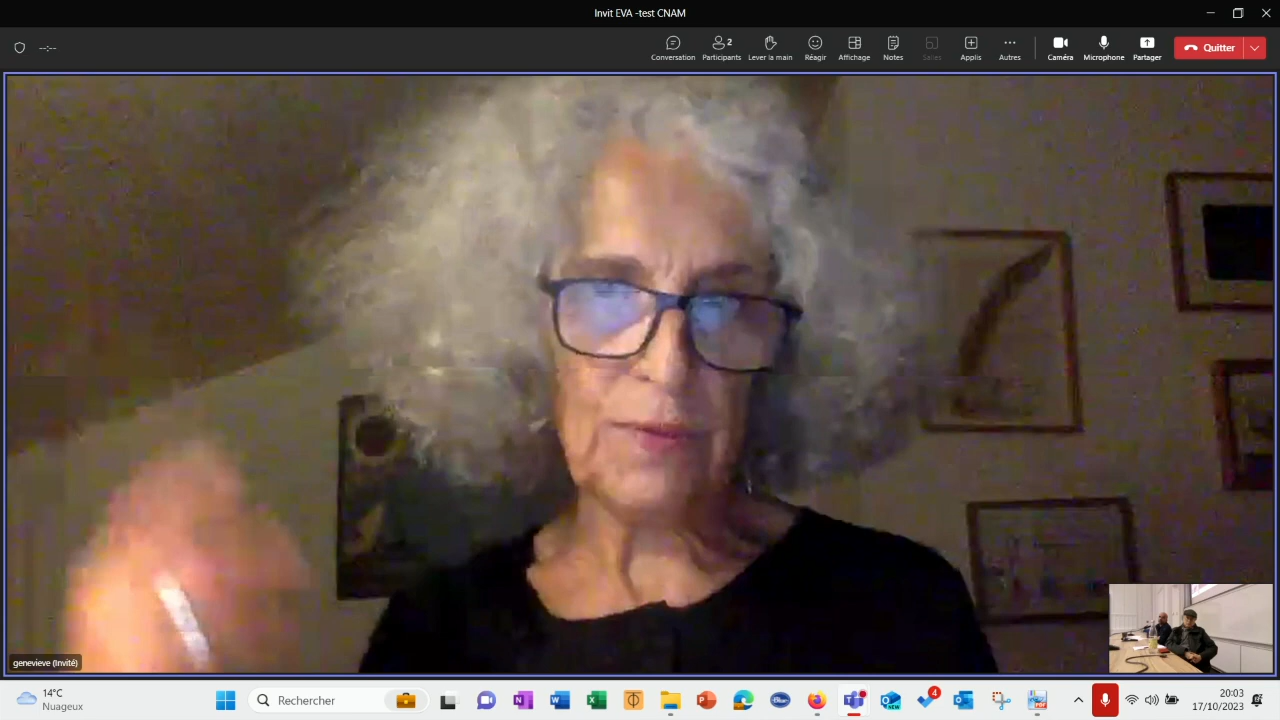 Invit EVA -test CNAM
--:--
Conversation
2
Participants
Lever la main
Réagir
Affichage
Notes
Salles
Applis
Autres
Caméra
Microphone
Partager
Quitter
genevieve (Invité)
14°C
Nuageux
Rechercher
4
20:03
17/10/2023